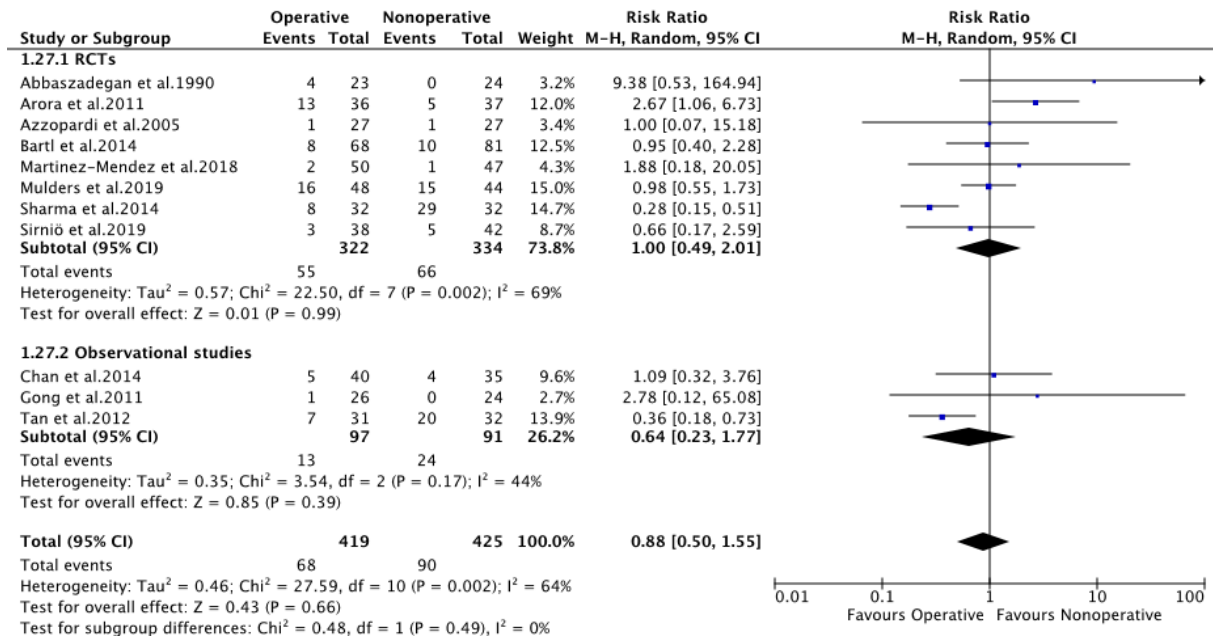 Operative Nonoperative Risk Ratio Risk Ratio
Study or Subgroup Events Total Events Total Weight M-H, Random, 95% CI M-H, Random, 95% CI
1.27.1 RCTs
Abbaszadegan et al.1990 4 23 0 24 3.2% 9.38 [0.53, 164.94]
Arora et al.2011 13 36 5 37 12.0% 2.67 [1.06, 6.73]
Azzopardi et al.2005 1 27 1 27 3.4% 1.00 [0.07, 15.18]
Bartl et al.2014 8 68 10 81 12.5% 0.95 [0.40, 2.28]
Martinez-Mendez et al.2018 2 50 1 47 4.3% 1.88 [0.18, 20.05]
Mulders et al.2019 16 48 15 44 15.0% 0.98 [0.55, 1.73]
Sharma et al.2014 8 32 29 32 14.7% 0.28 [0.15, 0.51]
Sirniö et al.2019 3 38 5 42 8.7% 0.66 [0.17, 2.59]
Subtotal (95% CI) 322 334 73.8% 1.00 [0.49, 2.01]
Total events 55 66
Heterogeneity: Tau² = 0.57; Chi² = 22.50, df = 7 (P = 0.002); I² = 69%
Test for overall effect: Z = 0.01 (P = 0.99)
1.27.2 Observational studies
Chan et al.2014 5 40 4 35 9.6% 1.09 [0.32, 3.76]
Gong et al.2011 1 26 0 24 2.7% 2.78 [0.12, 65.08]
Tan et al.2012 7 31 20 32 13.9% 0.36 [0.18, 0.73]
Subtotal (95% CI) 97 91 26.2% 0.64 [0.23, 1.77]
Total events 13 24
Heterogeneity: Tau² = 0.35; Chi² = 3.54, df = 2 (P = 0.17); I² = 44%
Test for overall effect: Z = 0.85 (P = 0.39)
Total (95% CI) 419 425 100.0% 0.88 [0.50, 1.55]
Total events 68 90
Heterogeneity: Tau² = 0.46; Chi² = 27.59, df = 10 (P = 0.002); I² = 64%
Test for overall effect: Z = 0.43 (P = 0.66)
Test for subgroup differences: Chi² = 0.48, df = 1 (P = 0.49), I² = 0%
0.01 0.1 1 10 100
Favours Operative Favours Nonoperative